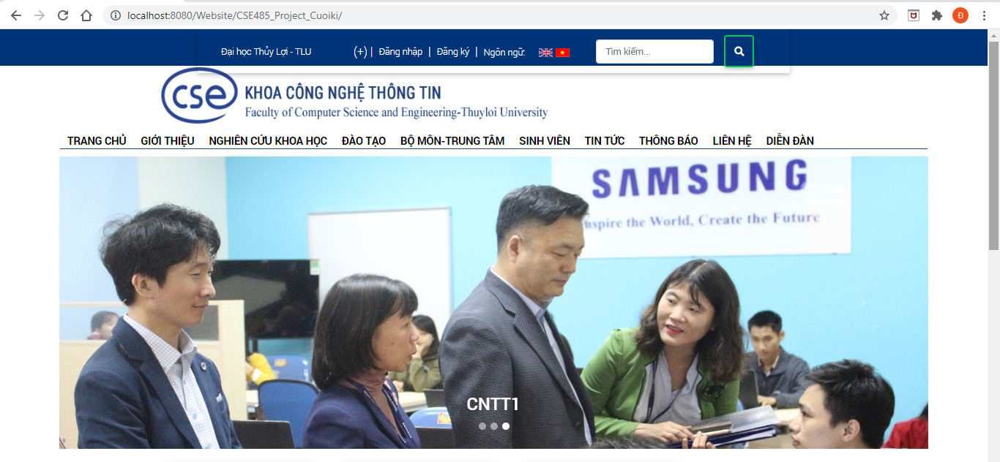 localhost:8080/Website/CSE485_Project_Cuoiki/
Đ
Đại học Thủy Lợi - TLU (+) | Đăng nhập | Đăng ký | Ngôn ngữ: Tìm kiếm...
cse
KHOA CÔNG NGHỆ THÔNG TIN
Faculty of Computer Science and Engineering-Thuyloi University
TRANG CHỦ GIỚI THIỆU NGHIÊN CỨU KHOA HỌC ĐÀO TẠO BỘ MÔN-TRUNG TÂM SINH VIÊN TIN TỨC THÔNG BÁO LIÊN HỆ DIỄN ĐÀN
SAMSUNG
nspire the World, Create the Future
CNTT1